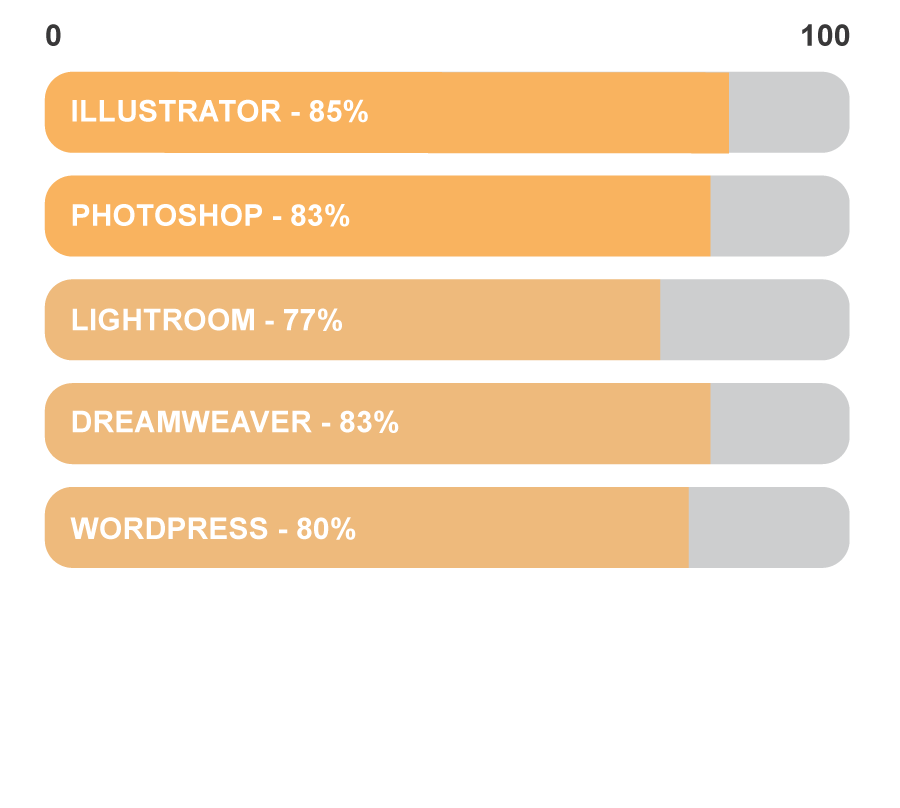 0 100
ILLUSTRATOR - 85%
PHOTOSHOP - 83%
LIGHTROOM - 77%
DREAMWEAVER - 83%
WORDPRESS - 80%